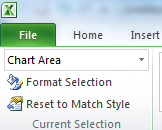 File Home Insert
Chart Area
Format Selection
Reset to Match Style
Current Selection